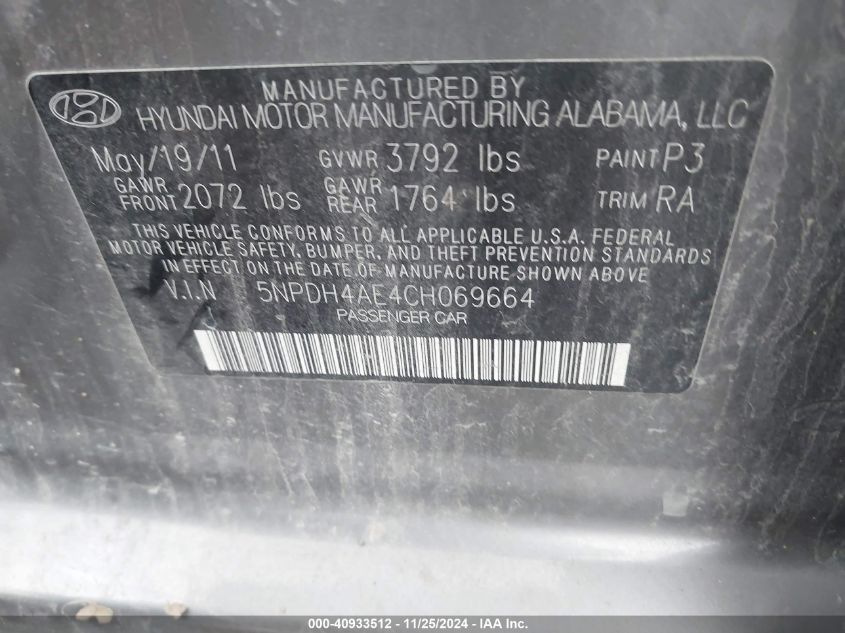 MANUFACTURED BY
HYUNDAI MOTOR MANUFACTURING ALABAMA, LLC
May/19/11 GVWR 3792 lbs PAINT P3
GAWR FRONT 2072 lbs GAWR REAR 1764 lbs TRIM RA
THIS VEHICLE CONFORMS TO ALL APPLICABLE U.S.A. FEDERAL
MOTOR VEHICLE SAFETY, BUMPER, AND THEFT PREVENTION STANDARDS
IN EFFECT ON THE DATE OF MANUFACTURE SHOWN ABOVE
V.I.N 5NPDH4AE4CH069664
PASSENGER CAR
000-40933512 - 11/25/2024 - IAA Inc.